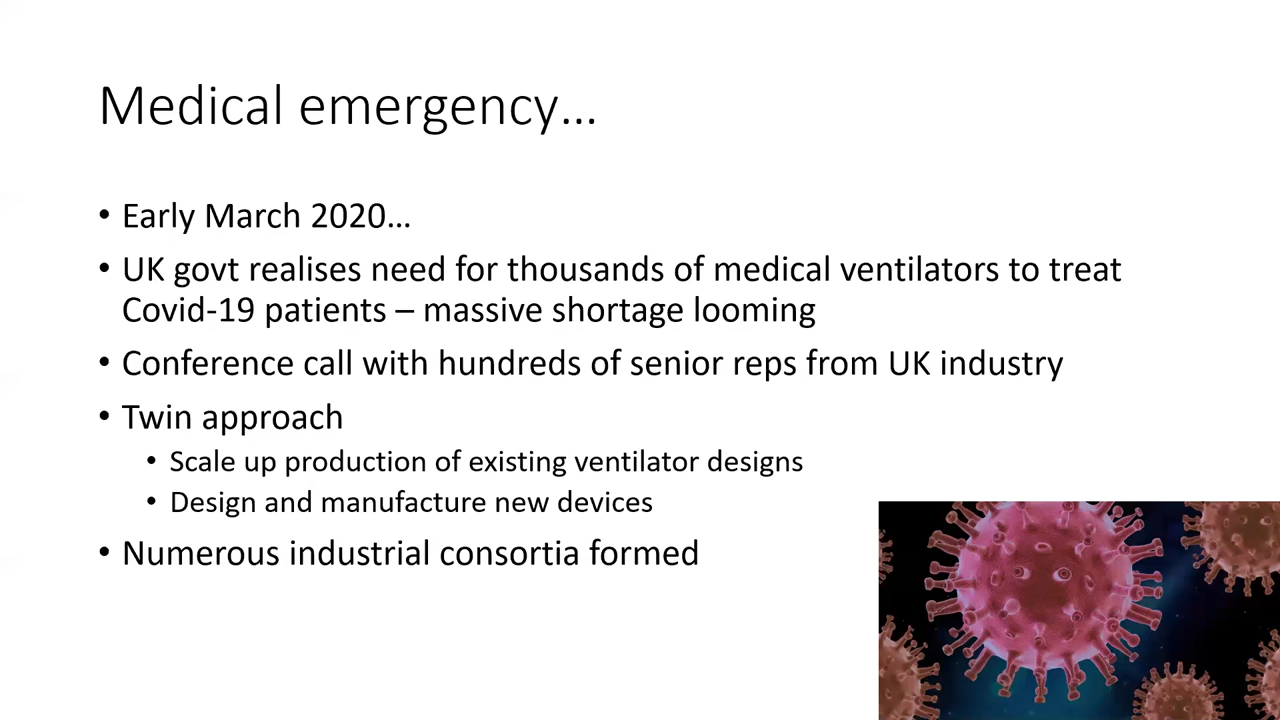 Medical emergency…
• Early March 2020…
• UK govt realises need for thousands of medical ventilators to treat
Covid-19 patients – massive shortage looming
• Conference call with hundreds of senior reps from UK industry
• Twin approach
• Scale up production of existing ventilator designs
• Design and manufacture new devices
• Numerous industrial consortia formed